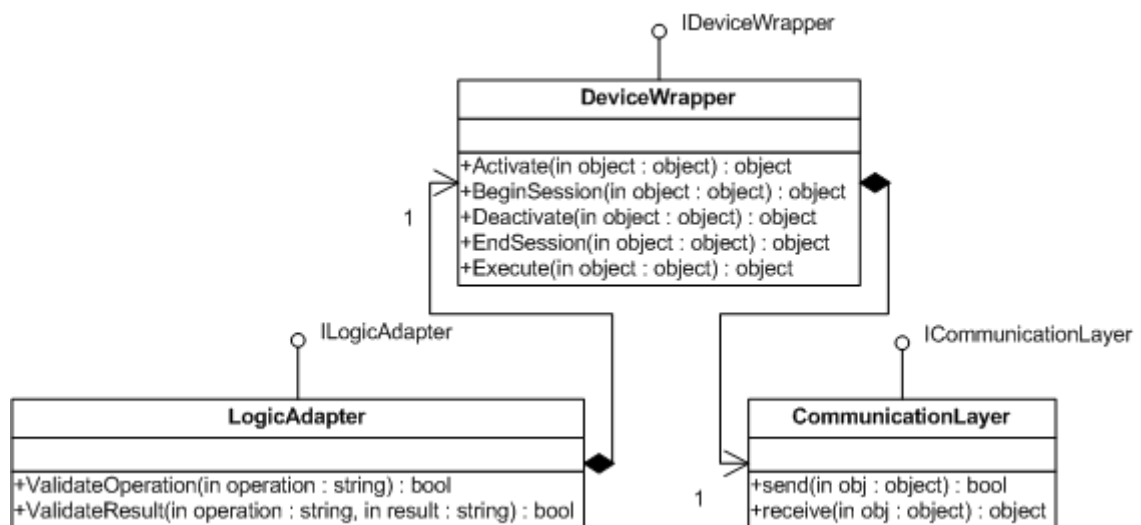 IDeviceWrapper
DeviceWrapper
+Activate(in object : object) : object
+BeginSession(in object : object) : object
+Deactivate(in object : object) : object
+EndSession(in object : object) : object
+Execute(in object : object) : object
1
ILogicAdapter
ICommunicationLayer
LogicAdapter
+ValidateOperation(in operation : string) : bool
+ValidateResult(in operation : string, in result : string) : bool
CommunicationLayer
+send(in obj : object) : bool
+receive(in obj : object) : object
1